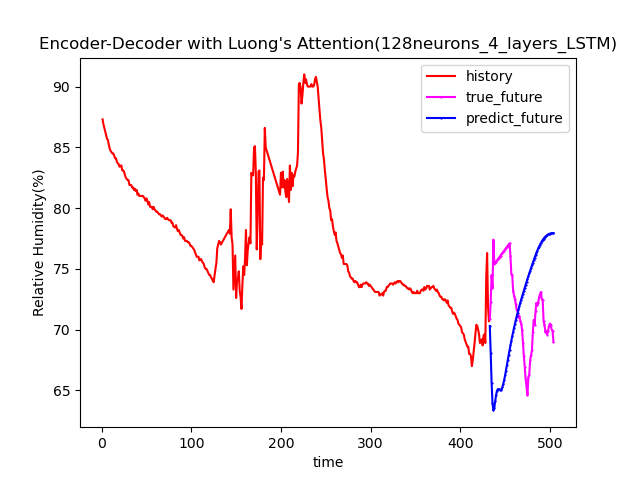 Encoder-Decoder with Luong's Attention(128neurons_4_layers_LSTM)
history
true_future
predict_future
Relative Humidity(%)
90
85
80
75
70
65
0 100 200 300 400 500
time